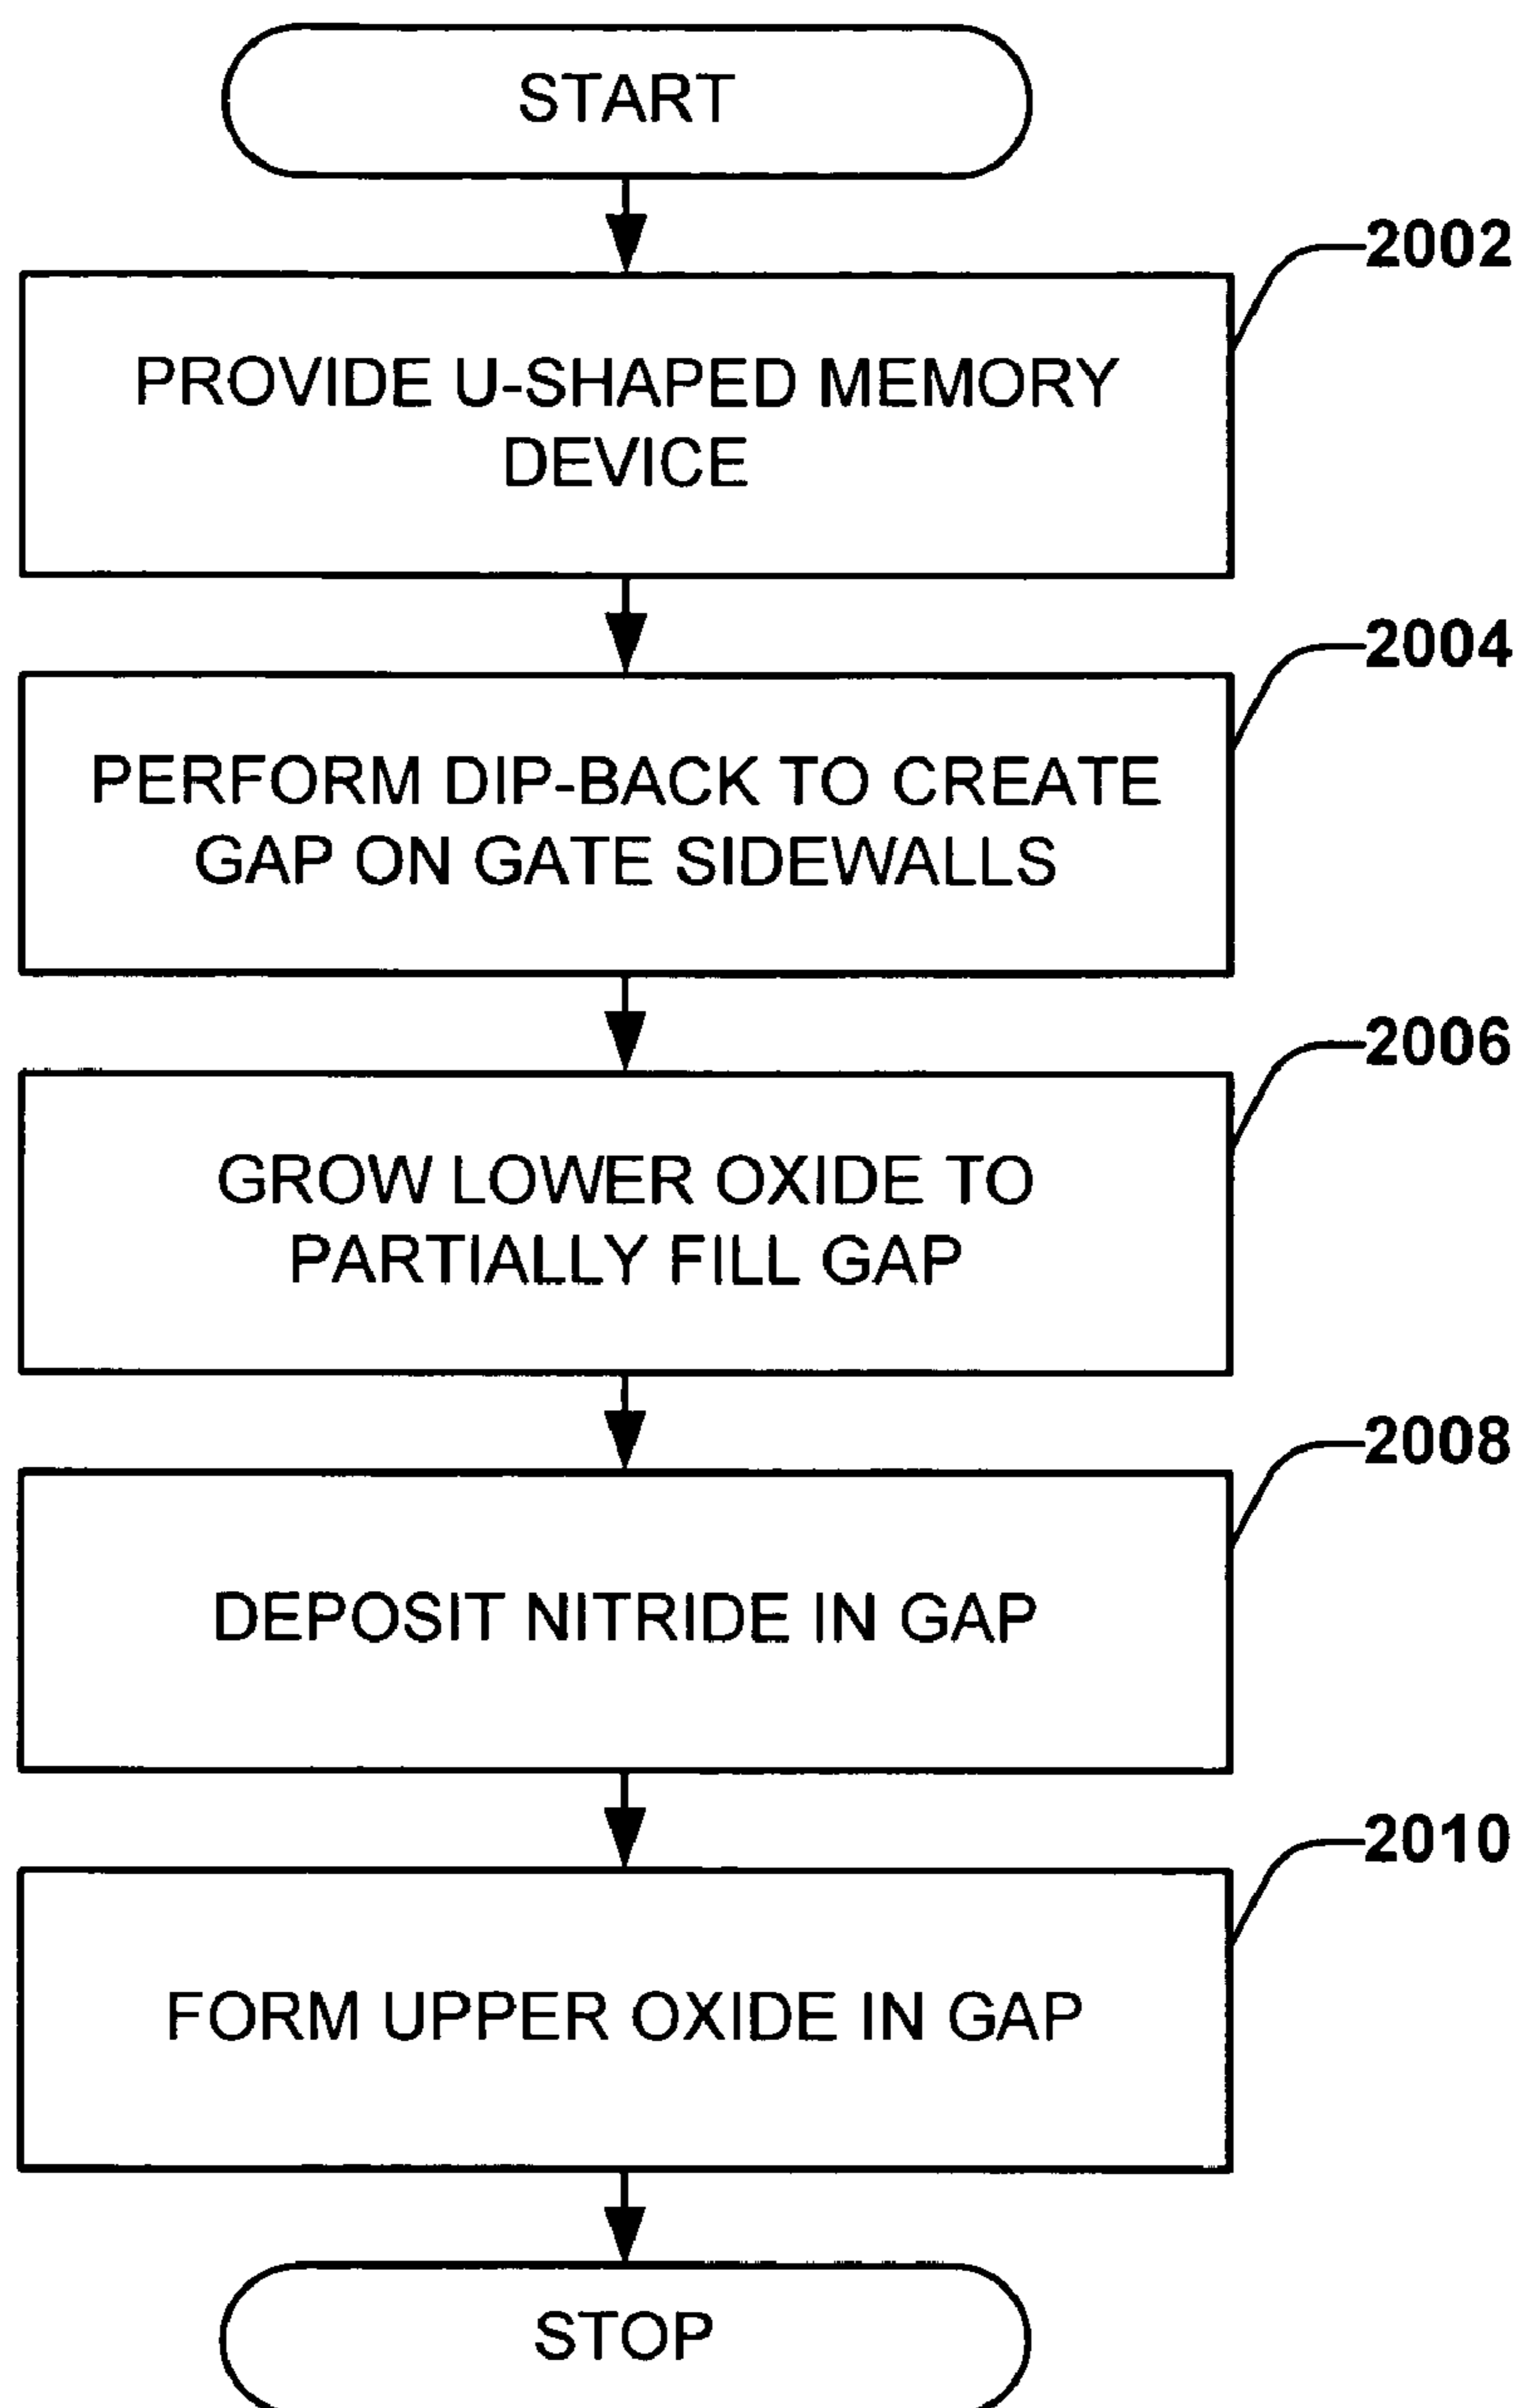 START
2002
PROVIDE U-SHAPED MEMORY
DEVICE
2004
PERFORM DIP-BACK TO CREATE
GAP ON GATE SIDEWALLS
2006
GROW LOWER OXIDE TO
PARTIALLY FILL GAP
2008
DEPOSIT NITRIDE IN GAP
2010
FORM UPPER OXIDE IN GAP
STOP